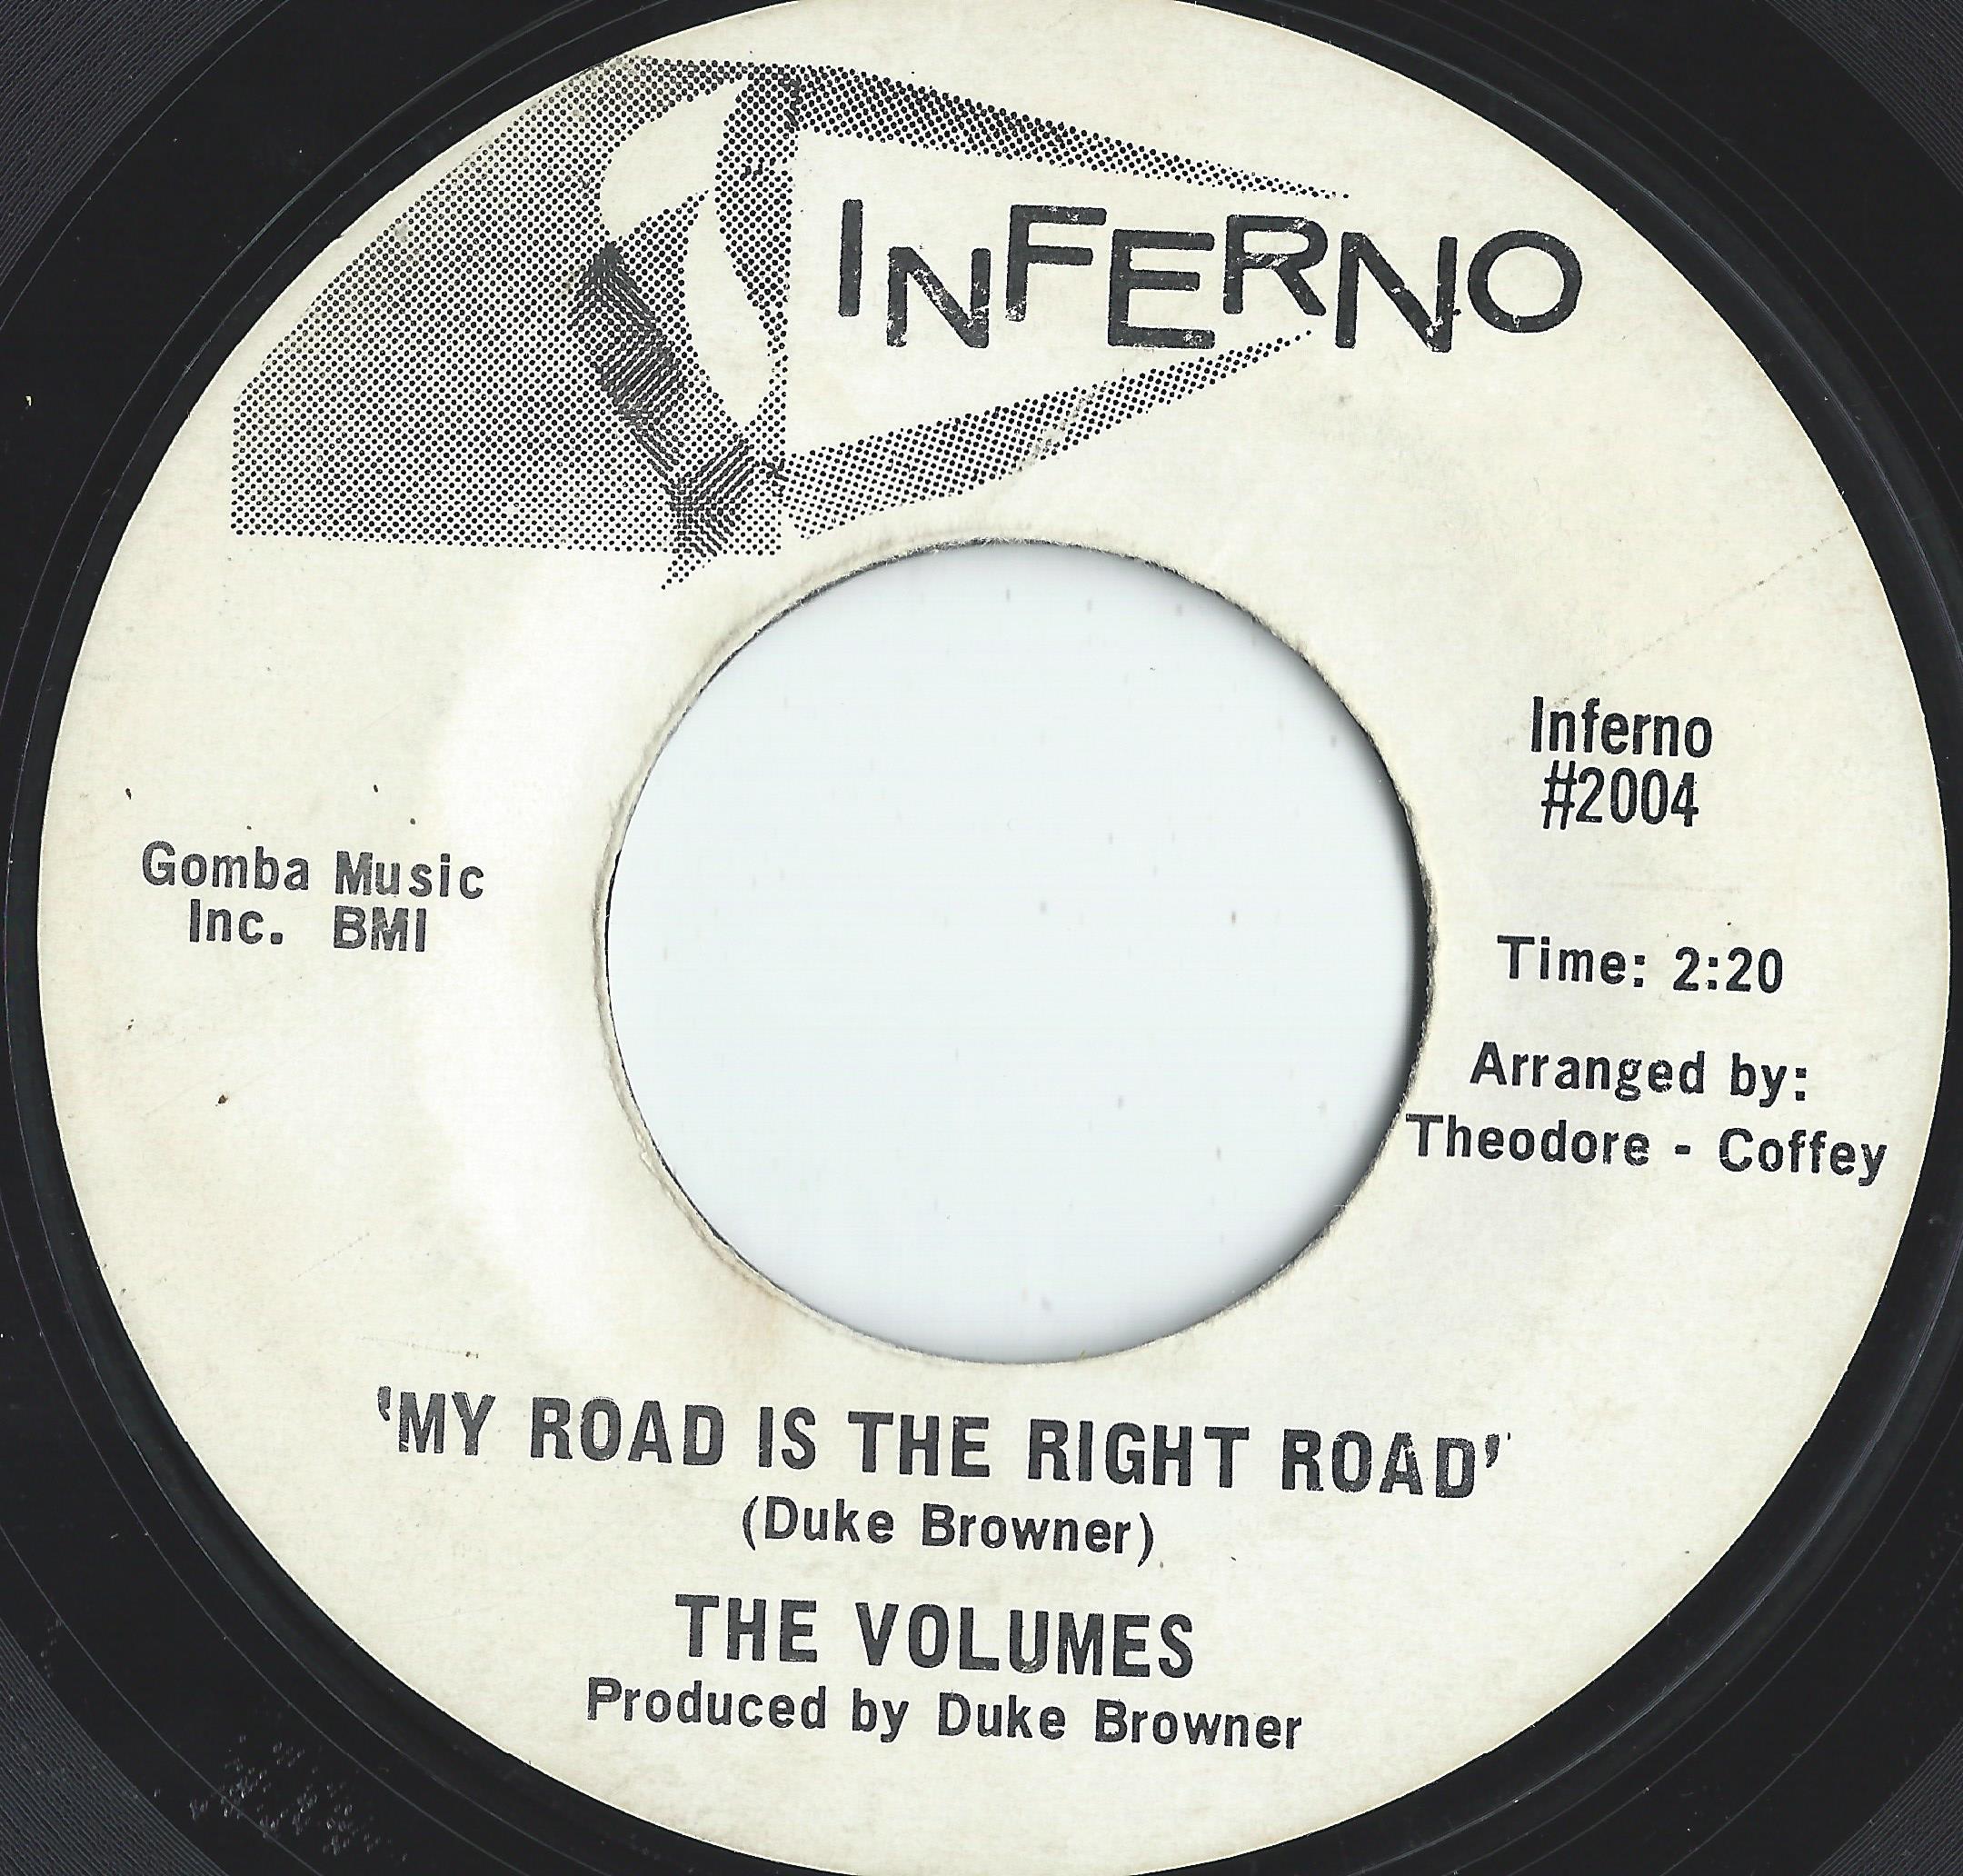 INFERNO
Inferno
#2004
Gomba Music
Inc. BMI
Time: 2:20
Arranged by:
Theodore - Coffey
'MY ROAD IS THE RIGHT ROAD'
(Duke Browner)
THE VOLUMES
Produced by Duke Browner